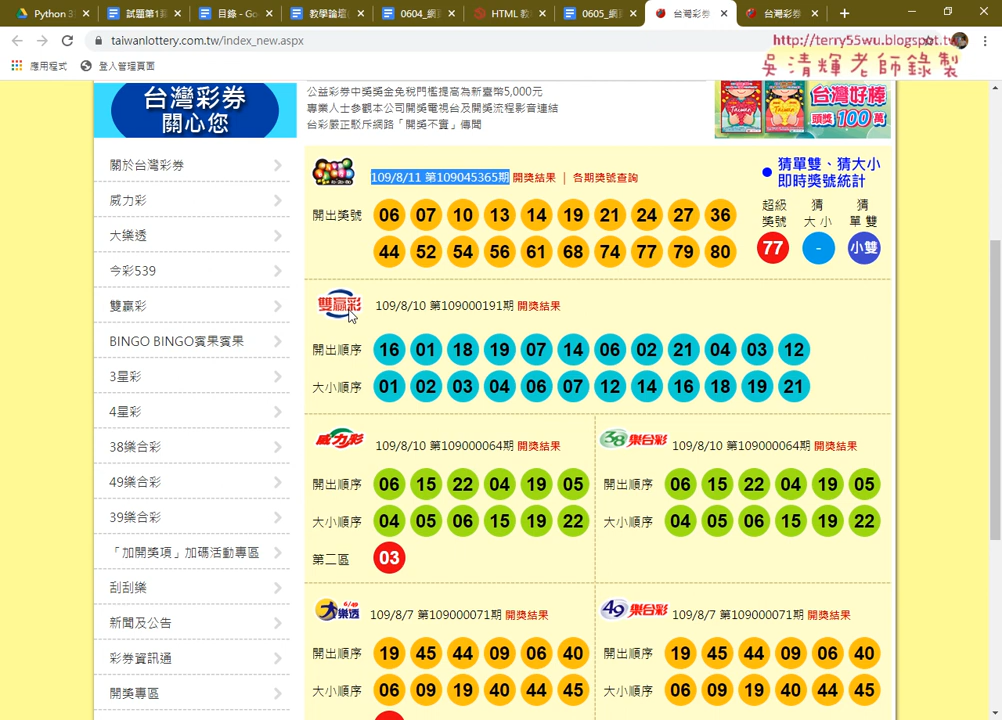 Python 3
試題第1
目錄 - Go
教學論壇(
0604_網
HTML 教
0605_網
台灣彩券
台灣彩券
taiwanlottery.com.tw/index_new.aspx
http://terry55wu.blogspot.tw
吳清輝老師錄製
應用程式
登入管理頁面
台灣彩券
關心您
公益彩券中獎獎金免稅門檻提高為新臺幣5,000元
專業人士參觀本公司開獎電視台及開獎流程影音連結
台彩嚴正駁斥網路「開獎不實」傳聞
台灣好棒
頭獎100萬
關於台灣彩券
威力彩
大樂透
今彩539
雙贏彩
BINGO BINGO賓果賓果
3星彩
4星彩
38樂合彩
49樂合彩
39樂合彩
「加開獎項」加碼活動專區
刮刮樂
新聞及公告
彩券資訊通
開獎專區
109/8/11 第109045365期 開獎結果 | 各期獎號查詢
猜單雙、猜大小
即時獎號統計
開出獎號 06 07 10 13 14 19 21 24 27 36
44 52 54 56 61 68 74 77 79 80
超級獎號 猜大小 猜單雙
77 - 小雙
雙贏彩 109/8/10 第109000191期 開獎結果
開出順序 16 01 18 19 07 14 06 02 21 04 03 12
大小順序 01 02 03 04 06 07 12 14 16 18 19 21
威力彩 109/8/10 第109000064期 開獎結果
開出順序 06 15 22 04 19 05
大小順序 04 05 06 15 19 22
第二區 03
38樂合彩 109/8/10 第109000064期 開獎結果
開出順序 06 15 22 04 19 05
大小順序 04 05 06 15 19 22
大樂透 6/49 109/8/7 第109000071期 開獎結果
開出順序 19 45 44 09 06 40
大小順序 06 09 19 40 44 45
49樂合彩 109/8/7 第109000071期 開獎結果
開出順序 19 45 44 09 06 40
大小順序 06 09 19 40 44 45